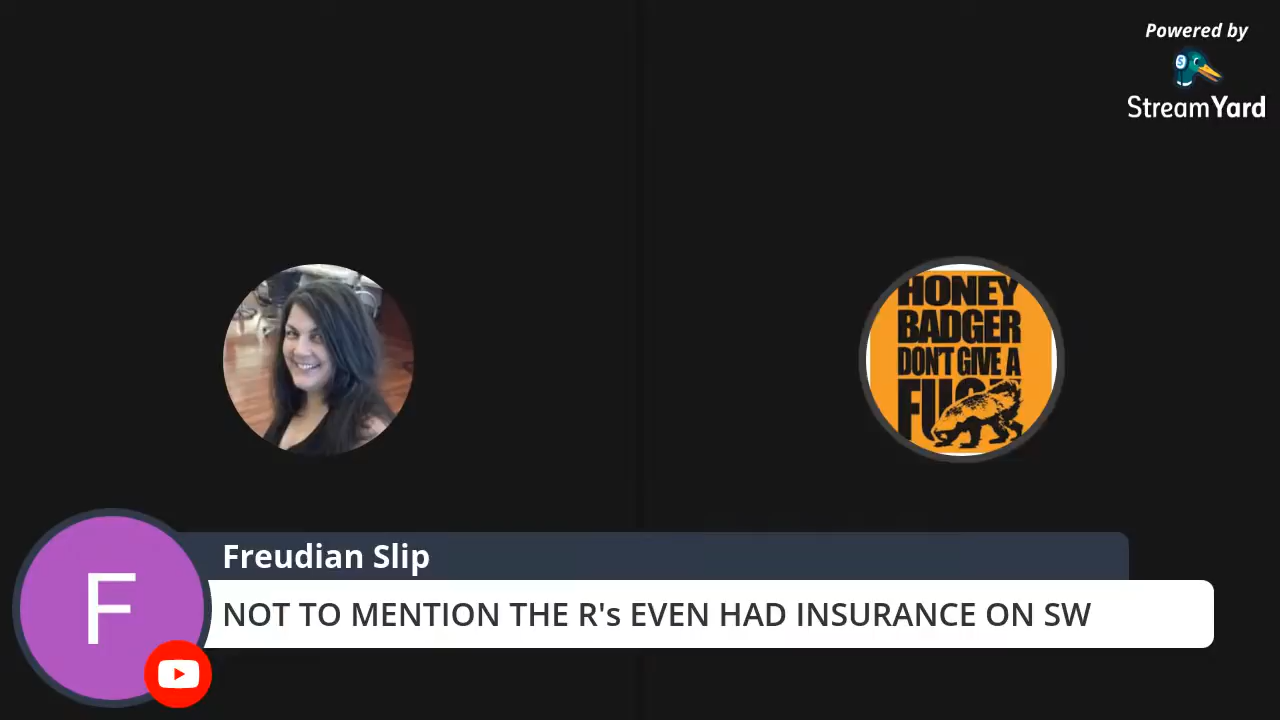 Powered by
StreamYard
HONEY
BADGER
DON'T GIVE A
Freudian Slip
F
NOT TO MENTION THE R's EVEN HAD INSURANCE ON SW